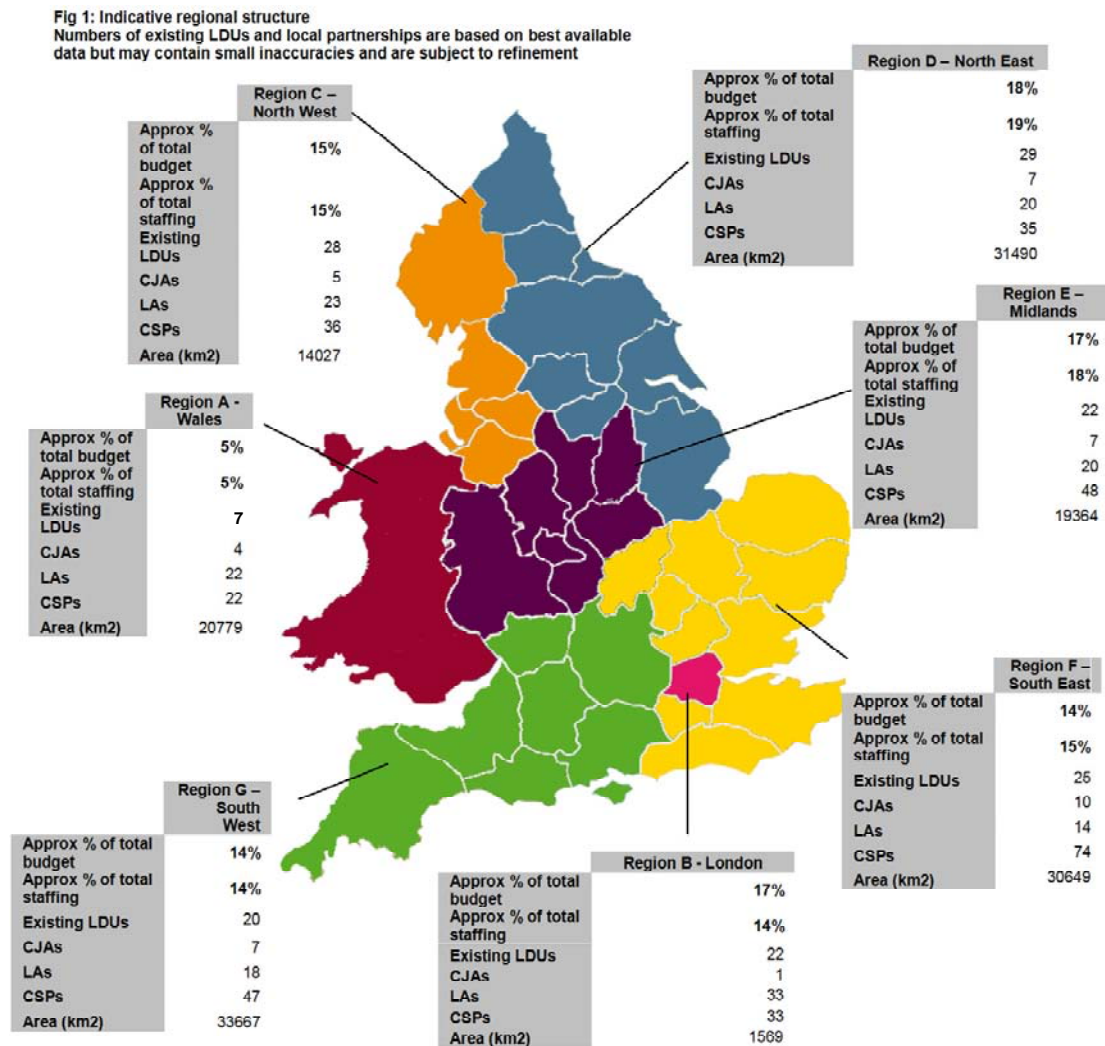 Fig 1: Indicative regional structure
Numbers of existing LDUs and local partnerships are based on best available
data but may contain small inaccuracies and are subject to refinement
Region D – North East
Approx % of total
budget
18%
Approx % of total
staffing
19%
Existing LDUs
29
CJAs
7
LAs
20
CSPs
35
Area (km2)
31490
Region C –
North West
Approx %
of total
budget
15%
Approx %
of total
staffing
15%
Existing
LDUs
28
CJAs
5
LAs
23
CSPs
36
Area (km2)
14027
Region E –
Midlands
Approx % of
total budget
17%
Approx % of
total staffing
18%
Existing
LDUs
22
CJAs
7
LAs
20
CSPs
48
Area (km2)
19364
Region A -
Wales
Approx % of
total budget
5%
Approx % of
total staffing
5%
Existing
LDUs
7
CJAs
4
LAs
22
CSPs
22
Area (km2)
20779
Region F –
South East
Approx % of total
budget
14%
Approx % of total
staffing
15%
Existing LDUs
25
CJAs
10
LAs
14
CSPs
74
Area (km2)
30649
Region G –
South
West
Approx % of total
budget
14%
Approx % of total
staffing
14%
Existing LDUs
20
CJAs
7
LAs
18
CSPs
47
Area (km2)
33667
Region B - London
Approx % of total
budget
17%
Approx % of total
staffing
14%
Existing LDUs
22
CJAs
1
LAs
33
CSPs
33
Area (km2)
1569